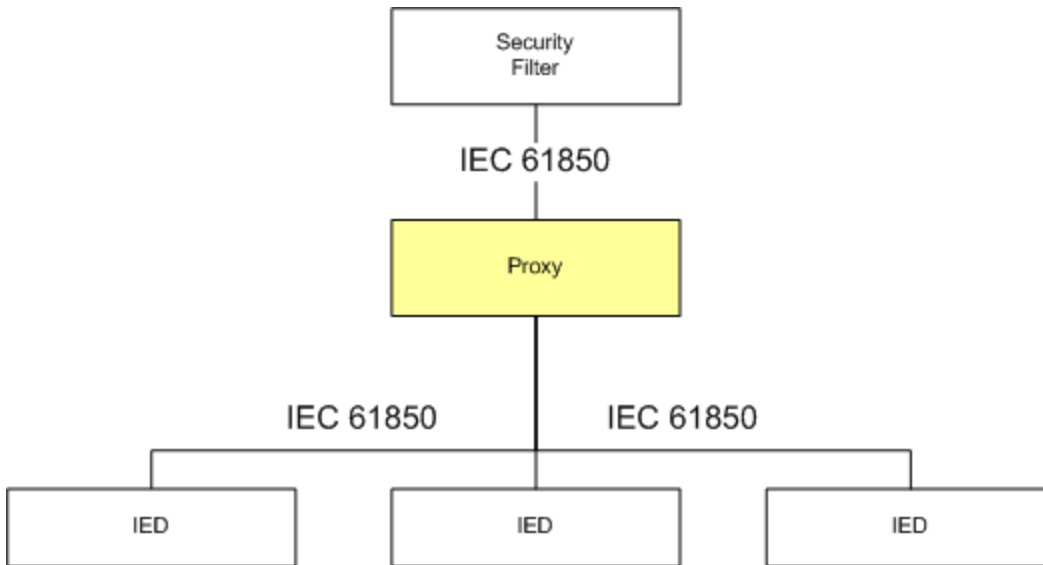 Security
Filter
IEC 61850
Proxy
IEC 61850
IEC 61850
IED
IED
IED